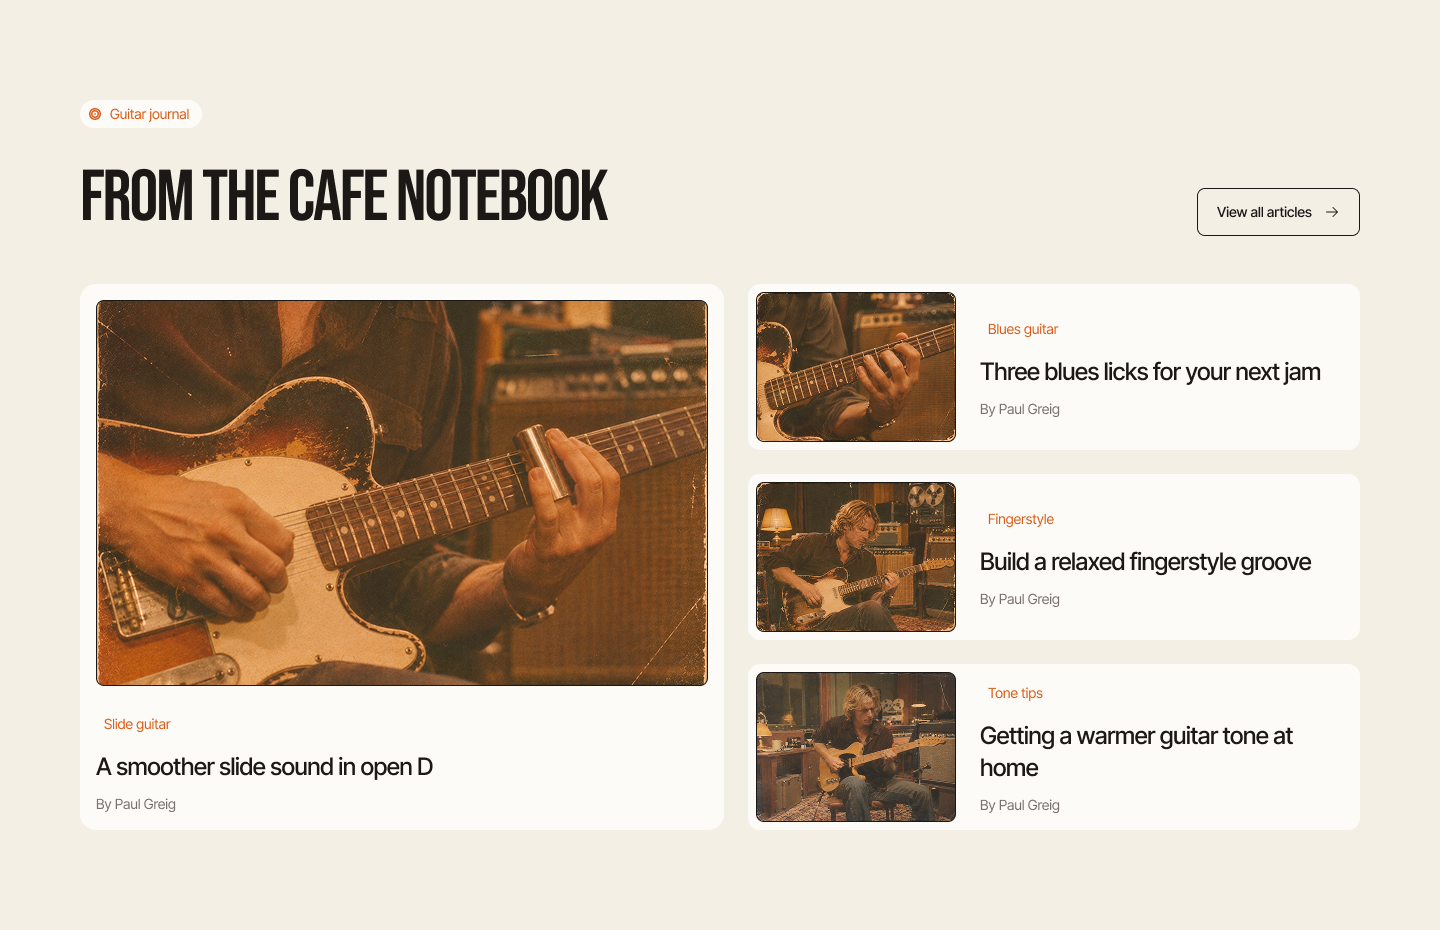 Guitar journal
FROM THE CAFE NOTEBOOK
View all articles
Slide guitar
A smoother slide sound in open D
By Paul Greig
Blues guitar
Three blues licks for your next jam
By Paul Greig
Fingerstyle
Build a relaxed fingerstyle groove
By Paul Greig
Tone tips
Getting a warmer guitar tone at
home
By Paul Greig